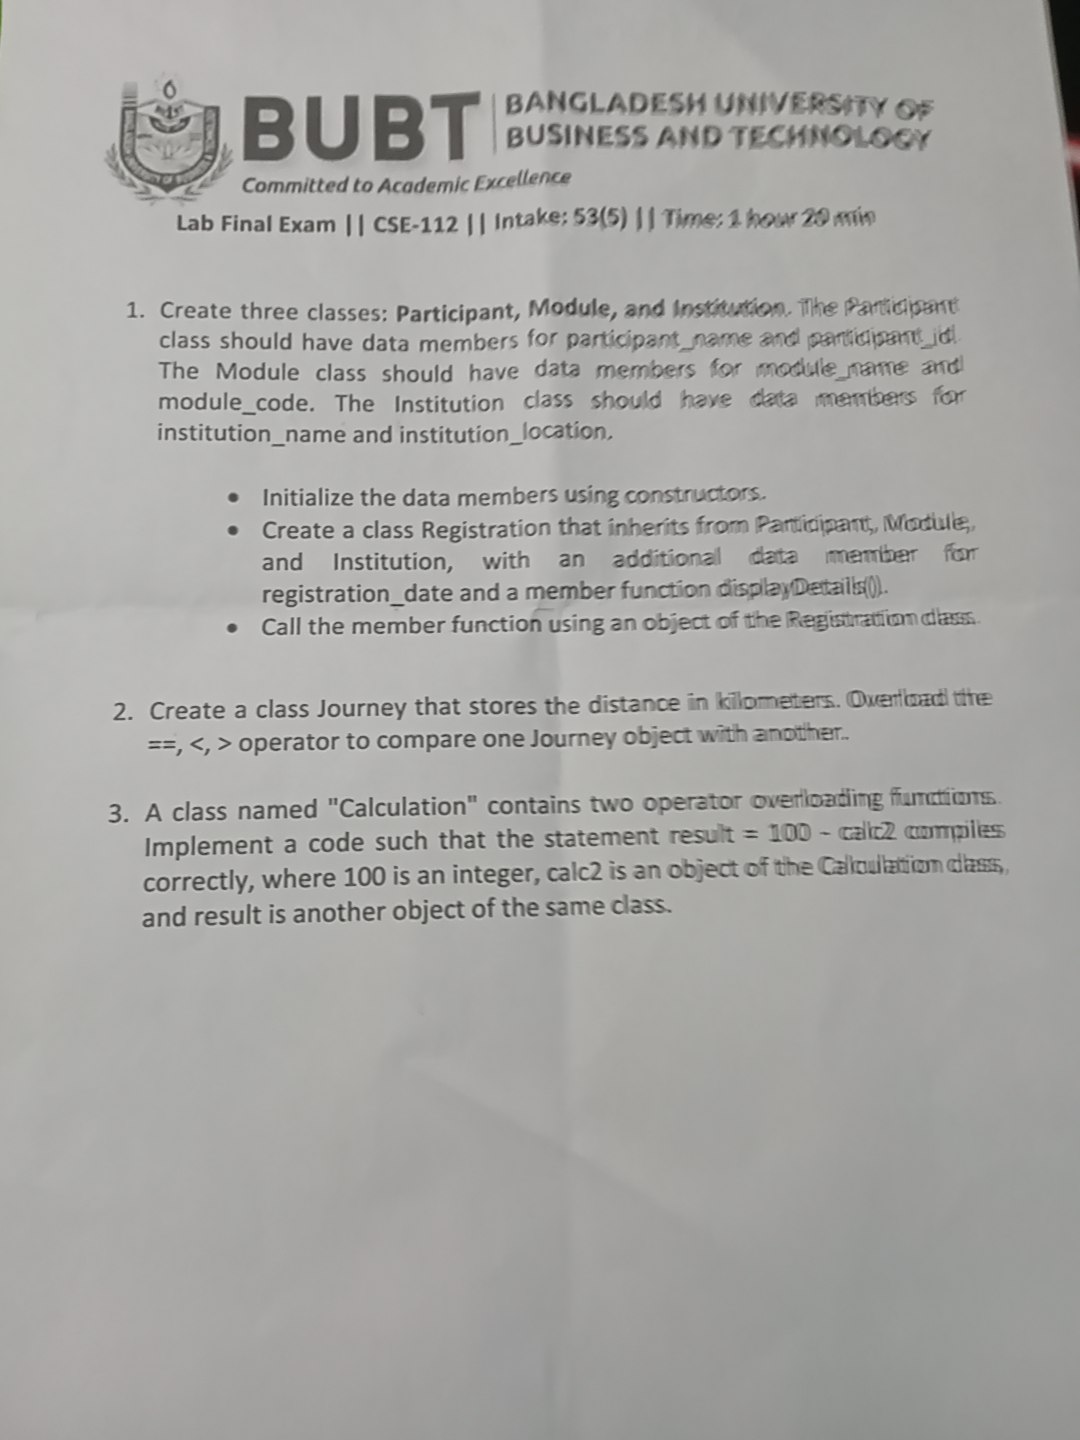 BUBT
BANGLADESH UNIVERSITY OF
BUSINESS AND TECHNOLOGY
Committed to Academic Excellence
Lab Final Exam || CSE-112 || Intake: 53(5) || Time: 1 hour 20 min
1. Create three classes: Participant, Module, and Institution. The Participant
class should have data members for participant_name and participant_id.
The Module class should have data members for module_name and
module_code. The Institution class should have data members for
institution_name and institution_location.
• Initialize the data members using constructors.
• Create a class Registration that inherits from Participant, Module,
and Institution, with an additional data member for
registration_date and a member function displayDetails().
• Call the member function using an object of the Registration class.
2. Create a class Journey that stores the distance in kilometers. Overload the
==, <, > operator to compare one Journey object with another.
3. A class named "Calculation" contains two operator overloading functions.
Implement a code such that the statement result = 100 - calc2 compiles
correctly, where 100 is an integer, calc2 is an object of the Calculation class,
and result is another object of the same class.